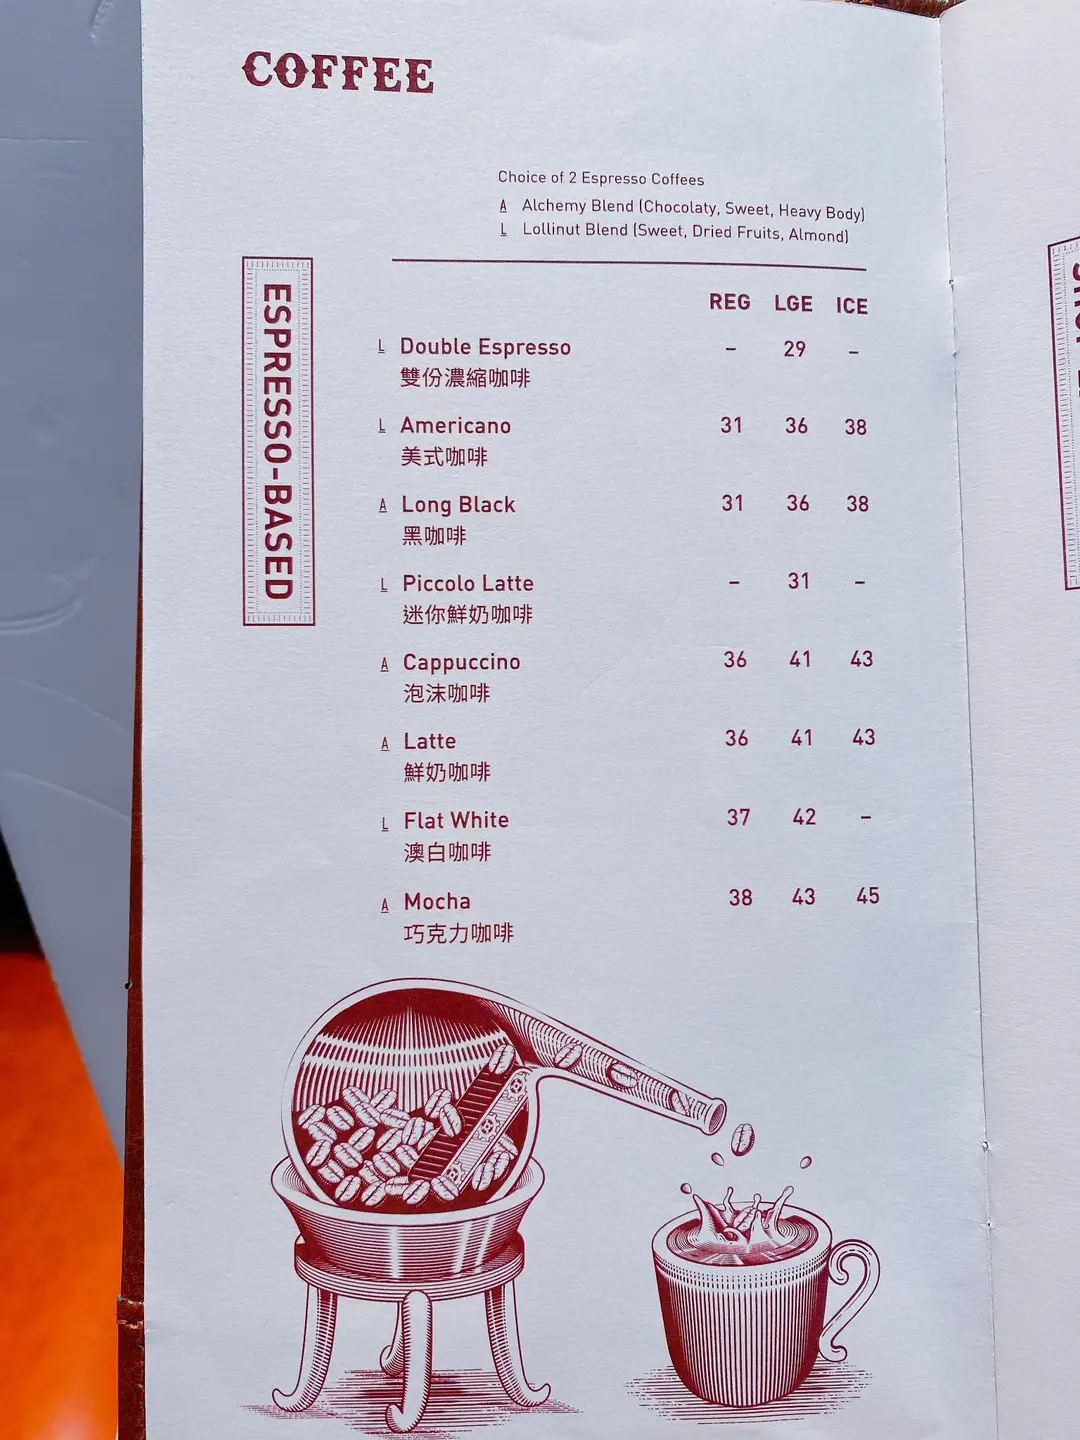 COFFEE
Choice of 2 Espresso Coffees
A Alchemy Blend (Chocolaty, Sweet, Heavy Body)
L Lollinut Blend (Sweet, Dried Fruits, Almond)
ESPRESSO-BASED
REG LGE ICE
L Double Espresso – 29 –
雙份濃縮咖啡
L Americano 31 36 38
美式咖啡
A Long Black 31 36 38
黑咖啡
L Piccolo Latte – 31 –
迷你鮮奶咖啡
A Cappuccino 36 41 43
泡沫咖啡
A Latte 36 41 43
鮮奶咖啡
L Flat White 37 42 –
澳白咖啡
A Mocha 38 43 45
巧克力咖啡